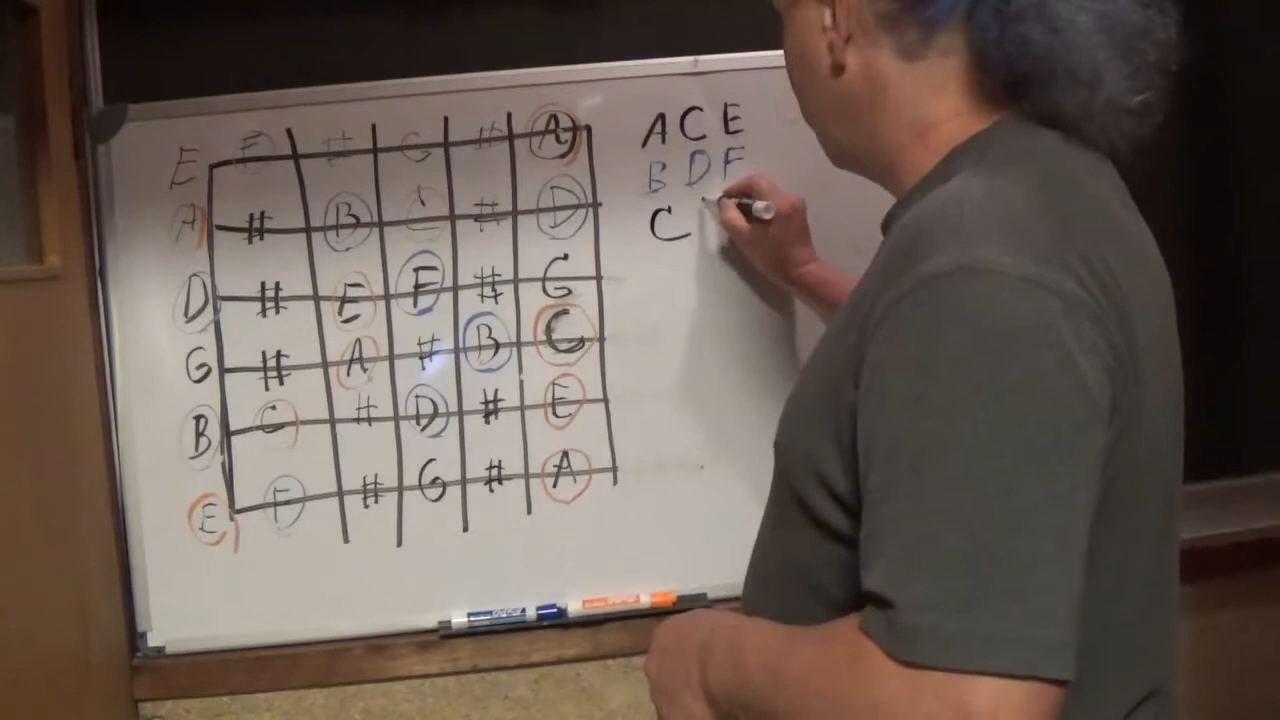 E F # G # A
A # B C # D
D # E F # G
G # A # B C
B C # D # E
E F # G # A
A C E
B D F
C